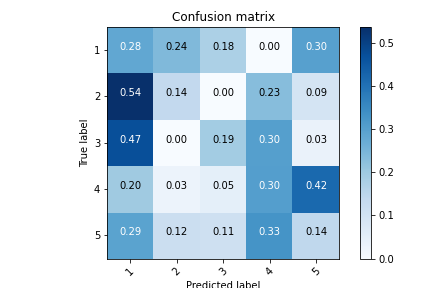 Confusion matrix
True label
1 0.28 0.24 0.18 0.00 0.30
2 0.54 0.14 0.00 0.23 0.09
3 0.47 0.00 0.19 0.30 0.03
4 0.20 0.03 0.05 0.30 0.42
5 0.29 0.12 0.11 0.33 0.14
1 2 3 4 5
Predicted label
0.5
0.4
0.3
0.2
0.1
0.0